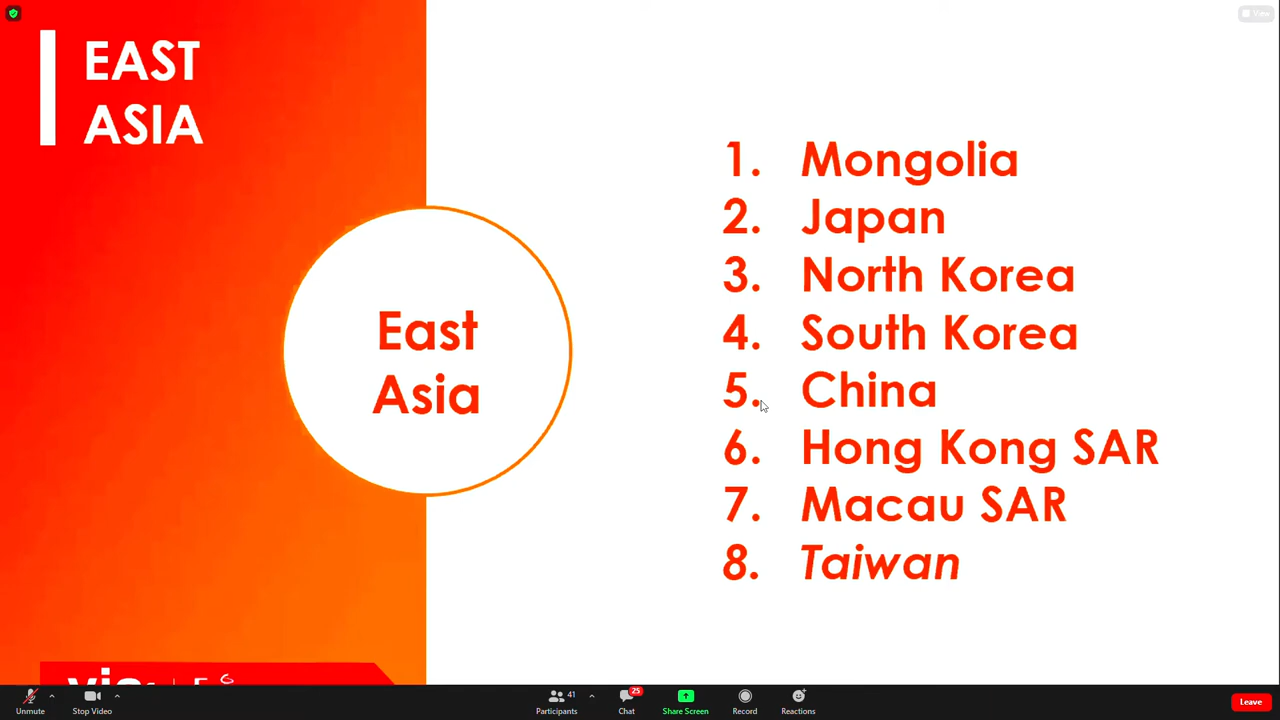 View
EAST
ASIA
East
Asia
1. Mongolia
2. Japan
3. North Korea
4. South Korea
5. China
6. Hong Kong SAR
7. Macau SAR
8. Taiwan
Unmute
Stop Video
41
Participants
25
Chat
Share Screen
Record
Reactions
Leave